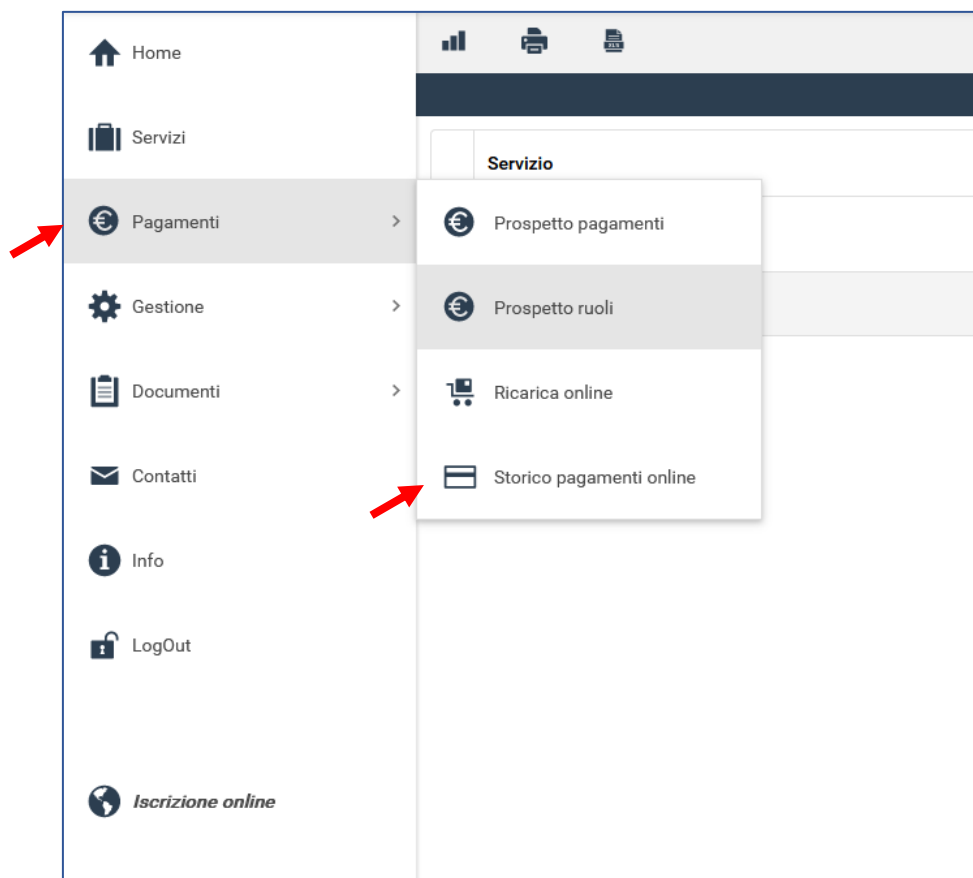 Home
Servizi
Pagamenti
Gestione
Documenti
Contatti
Info
LogOut
Iscrizione online
XLS
Servizio
Prospetto pagamenti
Prospetto ruoli
Ricarica online
Storico pagamenti online